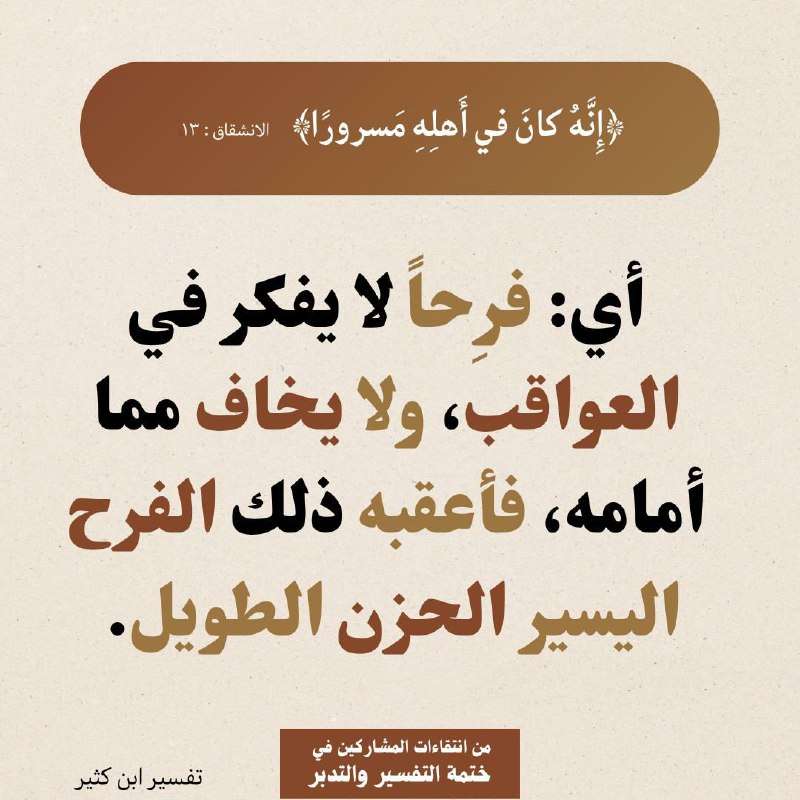 ﴿إِنَّهُ كانَ في أَهلِهِ مَسرورًا﴾ الانشقاق : ١٣
أي: فرِحاً لا يفكر في
العواقب، ولا يخاف مما
أمامه، فأعقبه ذلك الفرح
اليسير الحزن الطويل.
من انتقاءات المشاركين في
ختمة التفسير والتدبر
تفسير ابن كثير